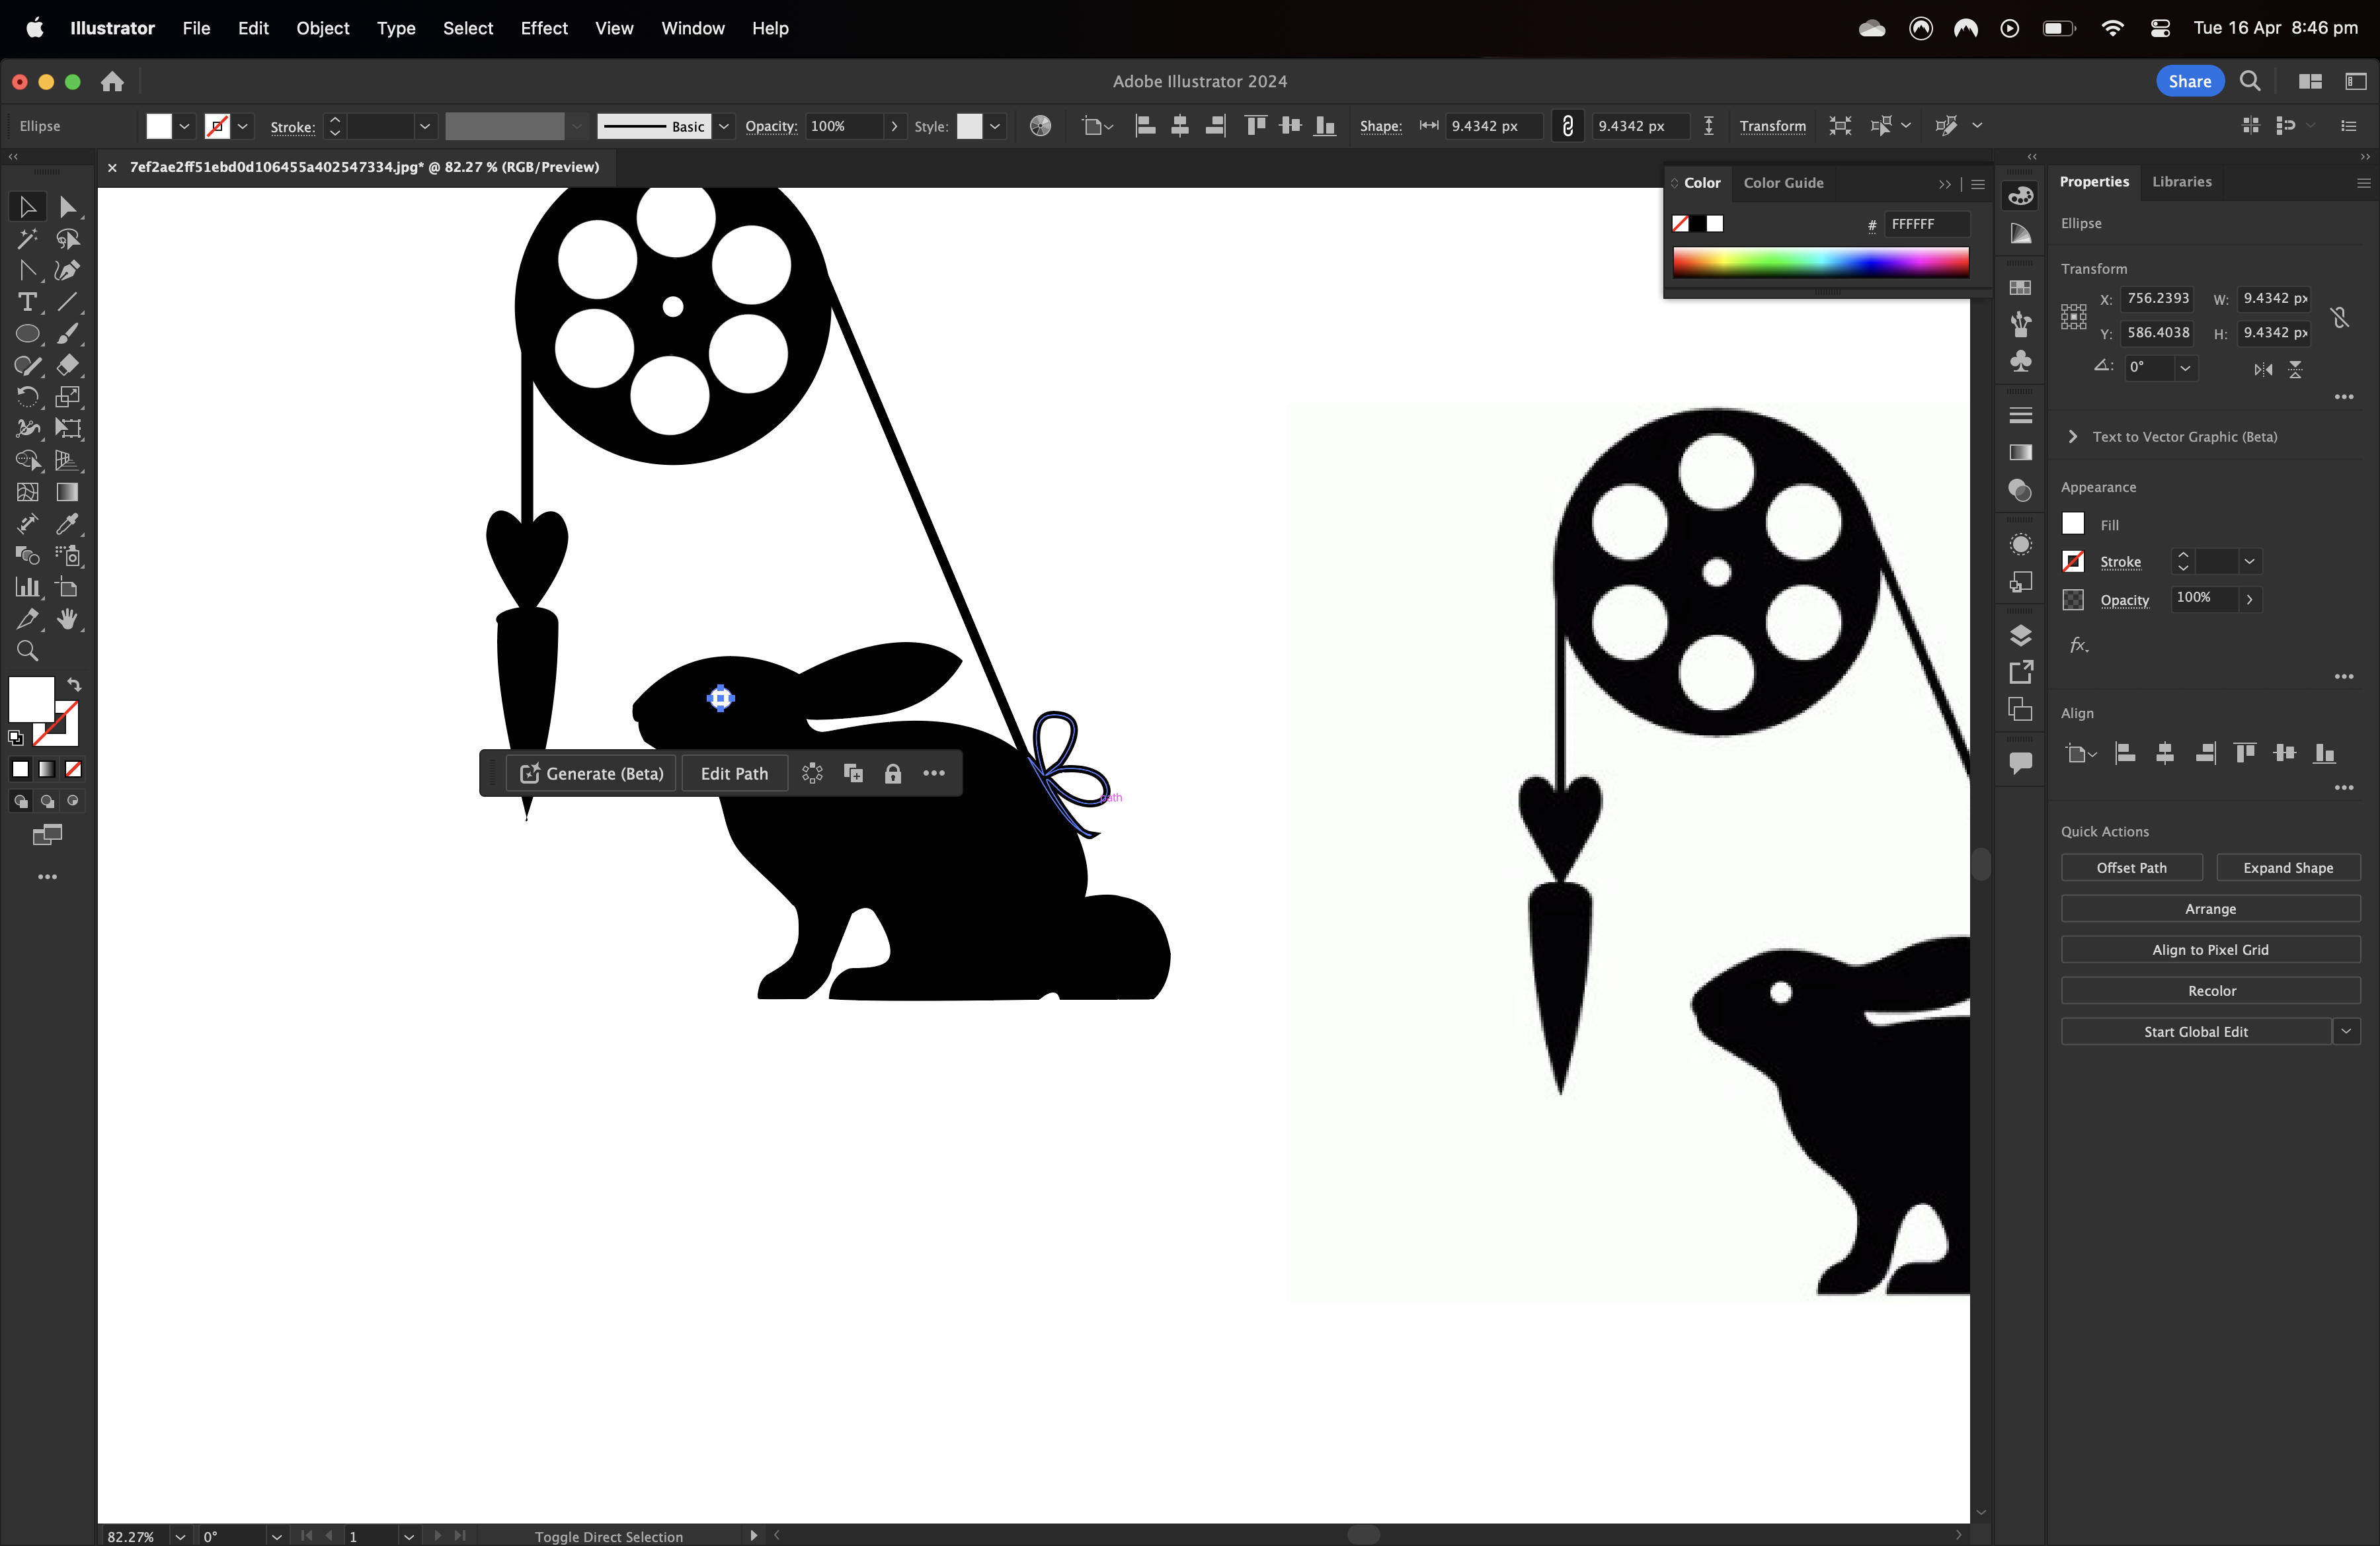 Illustrator File Edit Object Type Select Effect View Window Help Tue 16 Apr 8:46 pm
Adobe Illustrator 2024 Share
Ellipse Stroke: Basic Opacity: 100% Style: Shape: 9.4342 px 9.4342 px Transform
7ef2ae2ff51ebd0d106455a402547334.jpg* @ 82.27 % (RGB/Preview)
Color Color Guide
# FFFFFF
Properties Libraries
Ellipse
Transform
X: 756.2393 W: 9.4342 px
Y: 586.4038 H: 9.4342 px
0°
Text to Vector Graphic (Beta)
Appearance
Fill
Stroke
Opacity 100%
fx
Align
Quick Actions
Offset Path Expand Shape
Arrange
Align to Pixel Grid
Recolor
Start Global Edit
Generate (Beta) Edit Path
path
82.27% 0° 1 Toggle Direct Selection